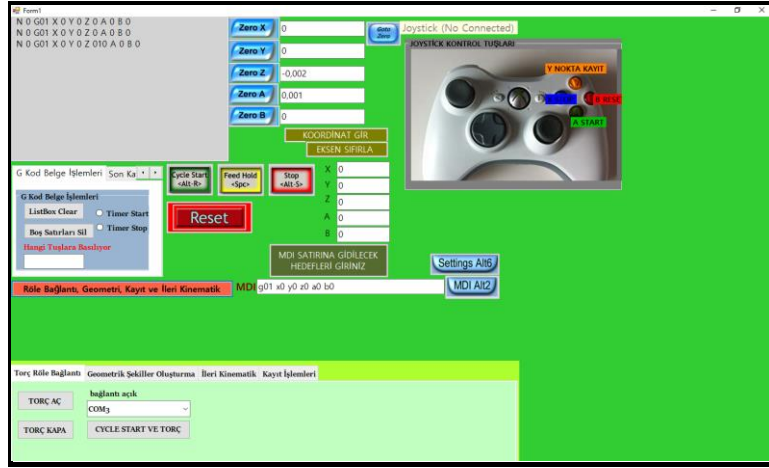 Form1
N 0 G01 X 0 Y 0 Z 0 A 0 B 0
N 0 G01 X 0 Y 0 Z 0 A 0 B 0
N 0 G01 X 0 Y 0 Z 010 A 0 B 0
Zero X 0
Zero Y 0
Zero Z -0,002
Zero A 0,001
Zero B 0
Goto Zero
Joystick (No Connected)
JOYSTİCK KONTROL TUŞLARI
Y NOKTA KAYIT
B RESE
A START
KOORDİNAT GİR
EKSEN SIFIRLA
G Kod Belge İşlemleri Son Ka
Cycle Start <Alt-R>
Feed Hold <Spc>
Stop <Alt-S>
X 0
Y 0
Z 0
A 0
B 0
G Kod Belge İşlemleri
ListBox Clear
Timer Start
Boş Satırları Sil
Timer Stop
Hangi Tuşlara Basılıyor
Reset
MDI SATIRINA GİDİLECEK
HEDEFLERİ GİRİNİZ
Settings Alt6
Röle Bağlantı, Geometri, Kayıt ve İleri Kinematik
MDI g01 x0 y0 z0 a0 b0
MDI Alt2
Torç Röle Bağlantı Geometrik Şekiller Oluşturma İleri Kinematik Kayıt İşlemleri
TORÇ AÇ
bağlantı açık
COM3
TORÇ KAPA
CYCLE START VE TORÇ